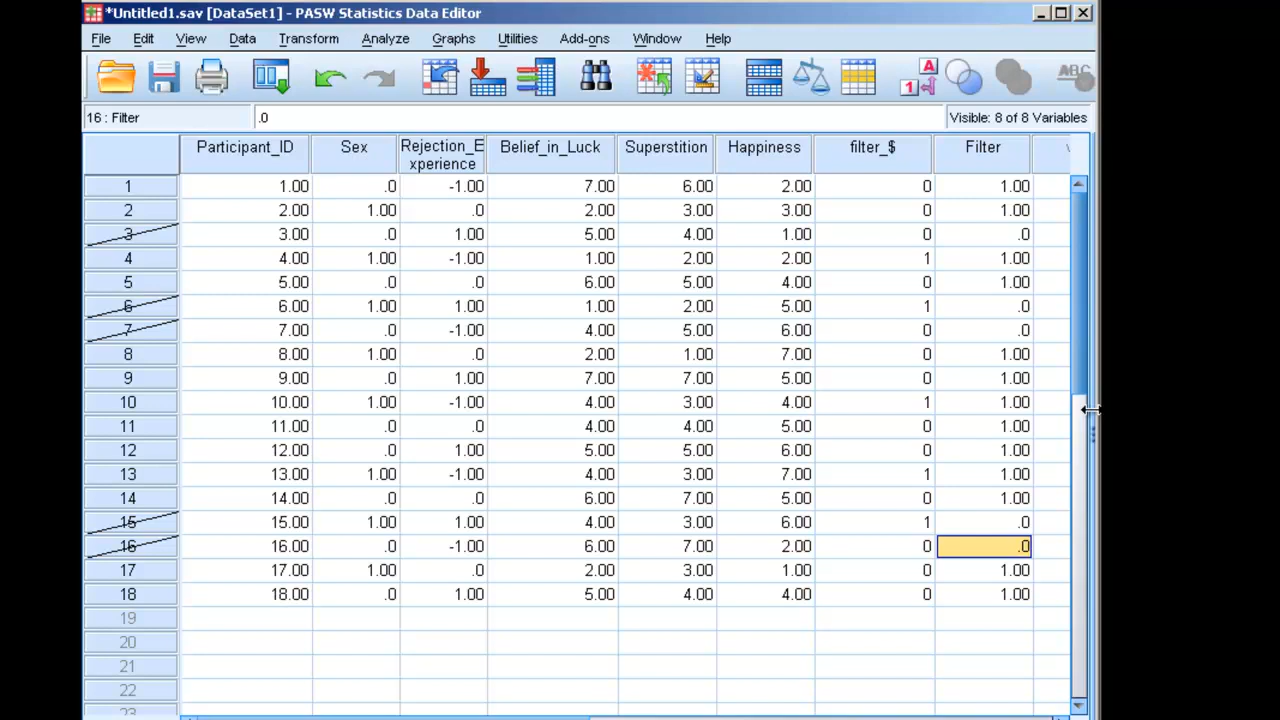 *Untitled1.sav [DataSet1] - PASW Statistics Data Editor
File Edit View Data Transform Analyze Graphs Utilities Add-ons Window Help
A
1
ABC
16 : Filter .0 Visible: 8 of 8 Variables
Participant_ID Sex Rejection_E Belief_in_Luck Superstition Happiness filter_$ Filter
xperience
1 1.00 .0 -1.00 7.00 6.00 2.00 0 1.00
2 2.00 1.00 .0 2.00 3.00 3.00 0 1.00
3 3.00 .0 1.00 5.00 4.00 1.00 0 .0
4 4.00 1.00 -1.00 1.00 2.00 2.00 1 1.00
5 5.00 .0 .0 6.00 5.00 4.00 0 1.00
6 6.00 1.00 1.00 1.00 2.00 5.00 1 .0
7 7.00 .0 -1.00 4.00 5.00 6.00 0 .0
8 8.00 1.00 .0 2.00 1.00 7.00 0 1.00
9 9.00 .0 1.00 7.00 7.00 5.00 0 1.00
10 10.00 1.00 -1.00 4.00 3.00 4.00 1 1.00
11 11.00 .0 .0 4.00 4.00 5.00 0 1.00
12 12.00 .0 1.00 5.00 5.00 6.00 0 1.00
13 13.00 1.00 -1.00 4.00 3.00 7.00 1 1.00
14 14.00 .0 .0 6.00 7.00 5.00 0 1.00
15 15.00 1.00 1.00 4.00 3.00 6.00 1 .0
16 16.00 .0 -1.00 6.00 7.00 2.00 0 .0
17 17.00 1.00 .0 2.00 3.00 1.00 0 1.00
18 18.00 .0 1.00 5.00 4.00 4.00 0 1.00
19
20
21
22
23